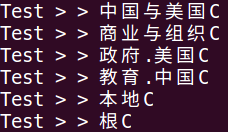 Test > > 中国与美国C
Test > > 商业与组织C
Test > > 政府.美国C
Test > > 教育.中国C
Test > > 本地C
Test > > 根C